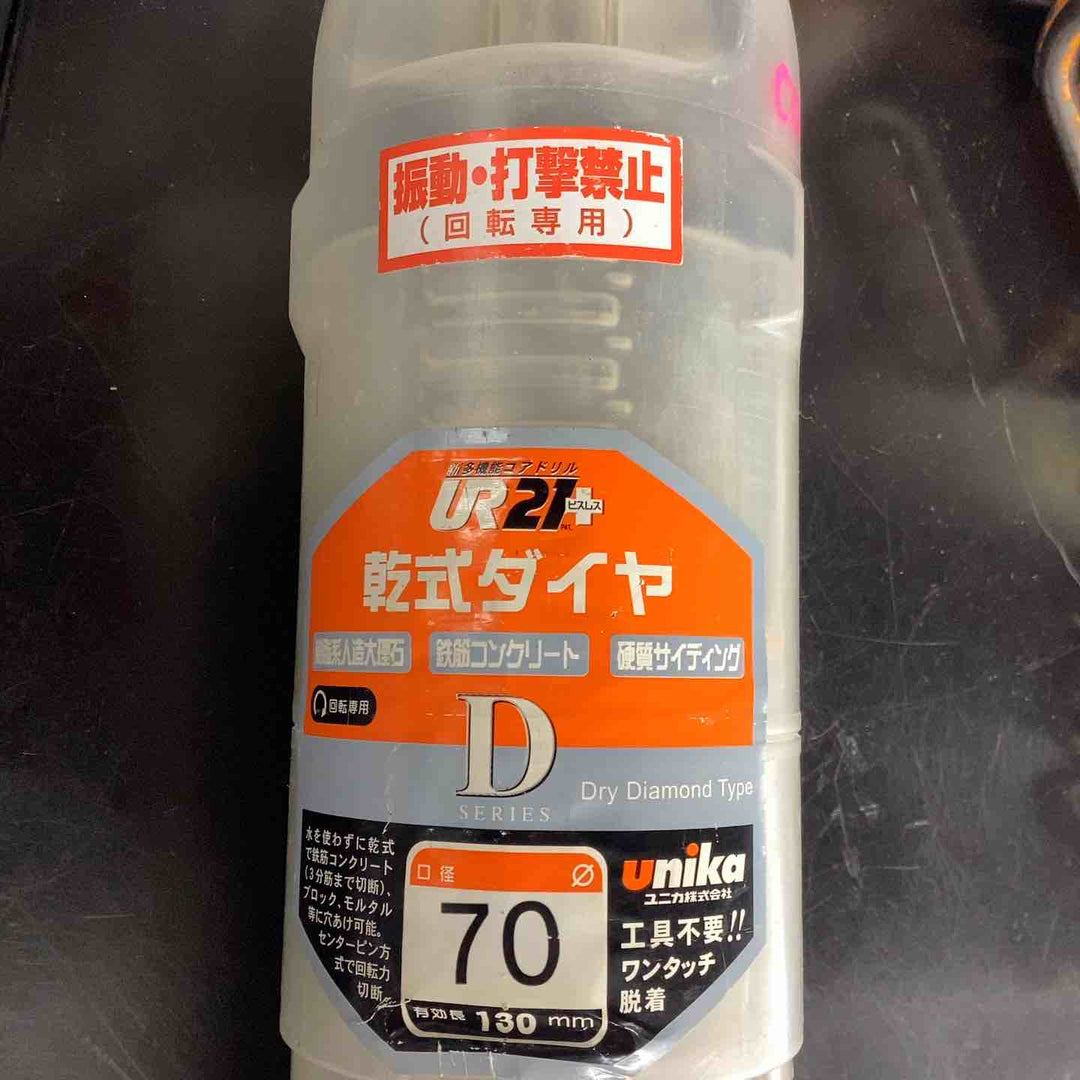 振動・打撃禁止
(回転専用)
新多機能コアドリル
UR21+
ビスレス
PAT.
乾式ダイヤ
鉄筋コンクリート
硬質サイディング
回転専用
D
SERIES
Dry Diamond Type
水を使わずに乾式
で鉄筋コンクリート
(3分筋まで切断)、
ブロック、モルタル
等に穴あけ可能。
センターピン方
式で回転力
切断。
口径 Ø
70
有効長 130 mm
unika
ユニカ株式会社
工具不要!!
ワンタッチ
脱着